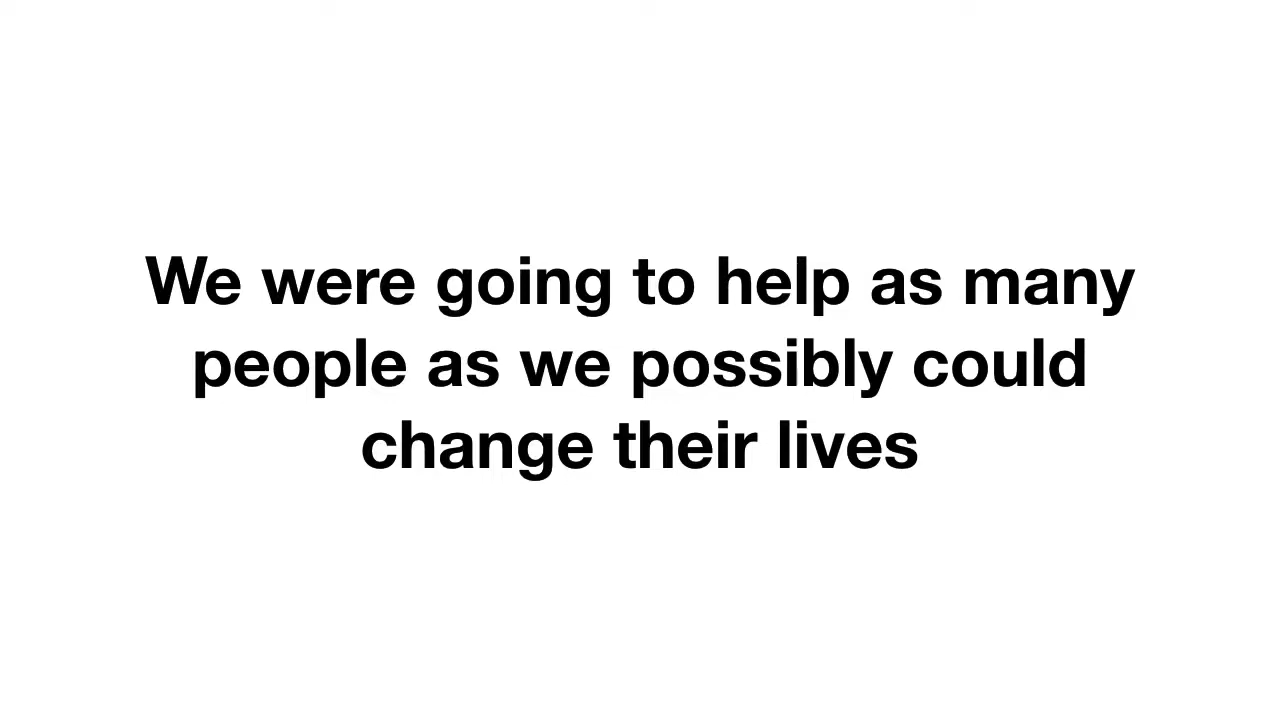 We were going to help as many
people as we possibly could
change their lives